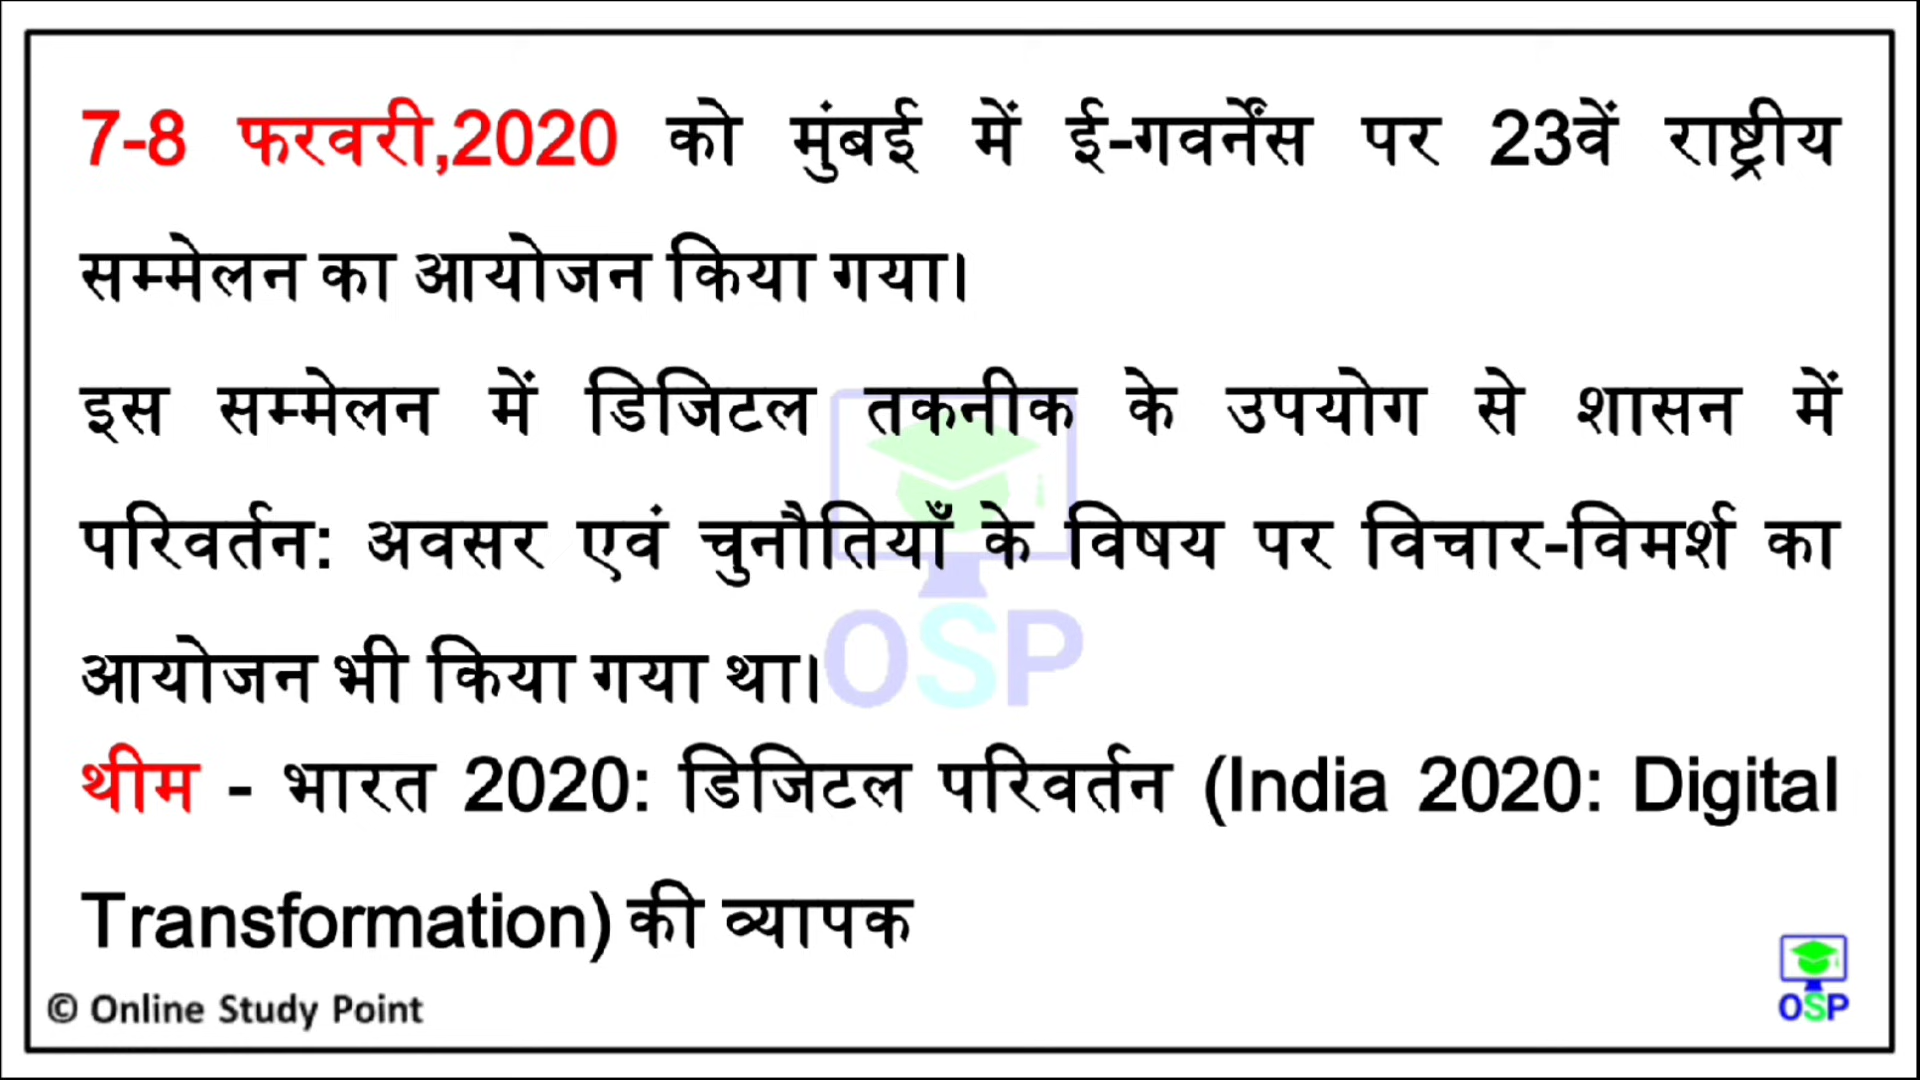 7-8 फरवरी,2020 को मुंबई में ई-गवर्नेंस पर 23वें राष्ट्रीय
सम्मेलन का आयोजन किया गया।
इस सम्मेलन में डिजिटल तकनीक के उपयोग से शासन में
परिवर्तन: अवसर एवं चुनौतियाँ के विषय पर विचार-विमर्श का
आयोजन भी किया गया था।
OSP
थीम - भारत 2020: डिजिटल परिवर्तन (India 2020: Digital
Transformation) की व्यापक
© Online Study Point
OSP